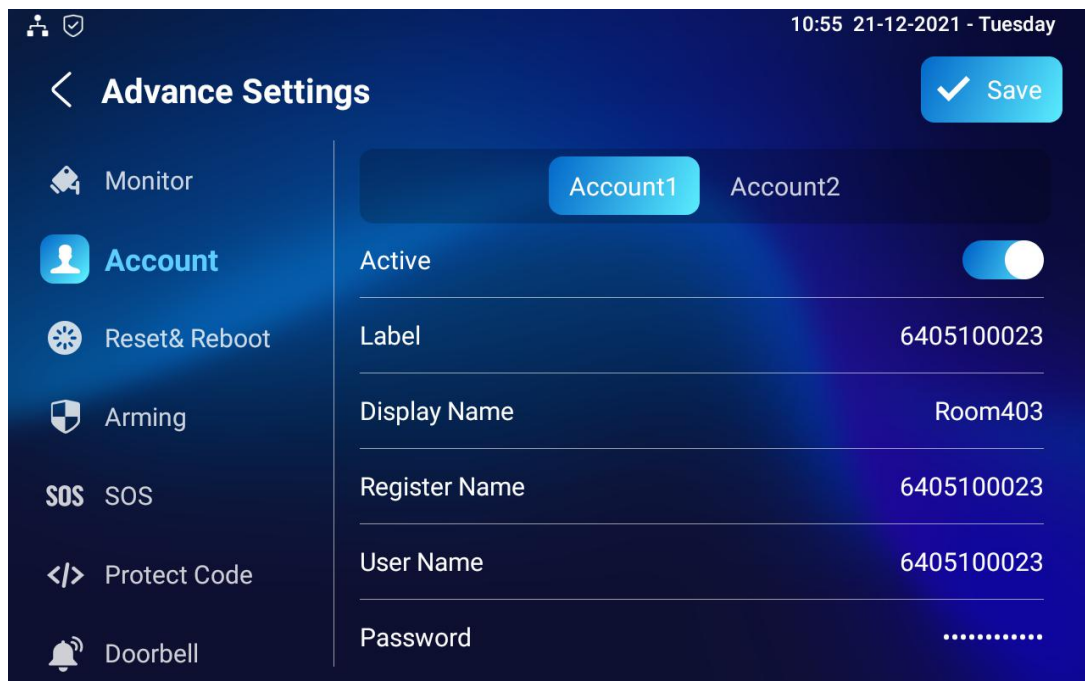 10:55 21-12-2021 - Tuesday
Advance Settings
Save
Monitor
Account
Reset& Reboot
Arming
SOS SOS
</> Protect Code
Doorbell
Account1 Account2
Active
Label 6405100023
Display Name Room403
Register Name 6405100023
User Name 6405100023
Password ••••••••••••